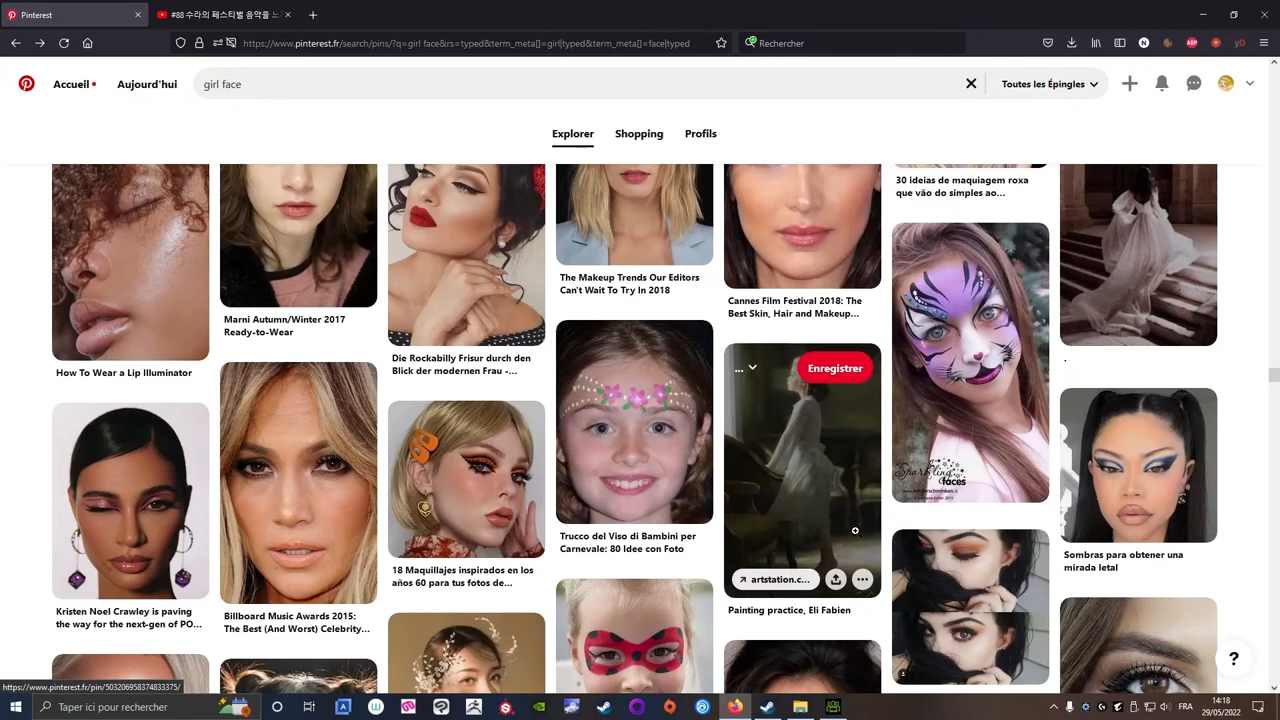 Pinterest
#88 수라의 페스티벌 음악을 느
https://www.pinterest.fr/search/pins/?q=girl face&rs=typed&term_meta[]=girl|typed&term_meta[]=face|typed
Rechercher
Accueil
Aujourd'hui
girl face
Toutes les Épingles
Explorer
Shopping
Profils
30 ideias de maquiagem roxa
que vão do simples ao...
The Makeup Trends Our Editors
Can't Wait To Try In 2018
Cannes Film Festival 2018: The
Best Skin, Hair and Makeup...
Marni Autumn/Winter 2017
Ready-to-Wear
Die Rockabilly Frisur durch den
Blick der modernen Frau -...
.
How To Wear a Lip Illuminator
... Enregistrer
Sparkling
faces
Trucco del Viso di Bambini per
Carnevale: 80 Idee con Foto
Sombras para obtener una
mirada letal
18 Maquillajes inspirados en los
años 60 para tus fotos de...
artstation.c...
Painting practice, Eli Fabien
Kristen Noel Crawley is paving
the way for the next-gen of PO...
Billboard Music Awards 2015:
The Best (And Worst) Celebrity...
?
https://www.pinterest.fr/pin/503206958374833375/
Taper ici pour rechercher
14:18
29/05/2022